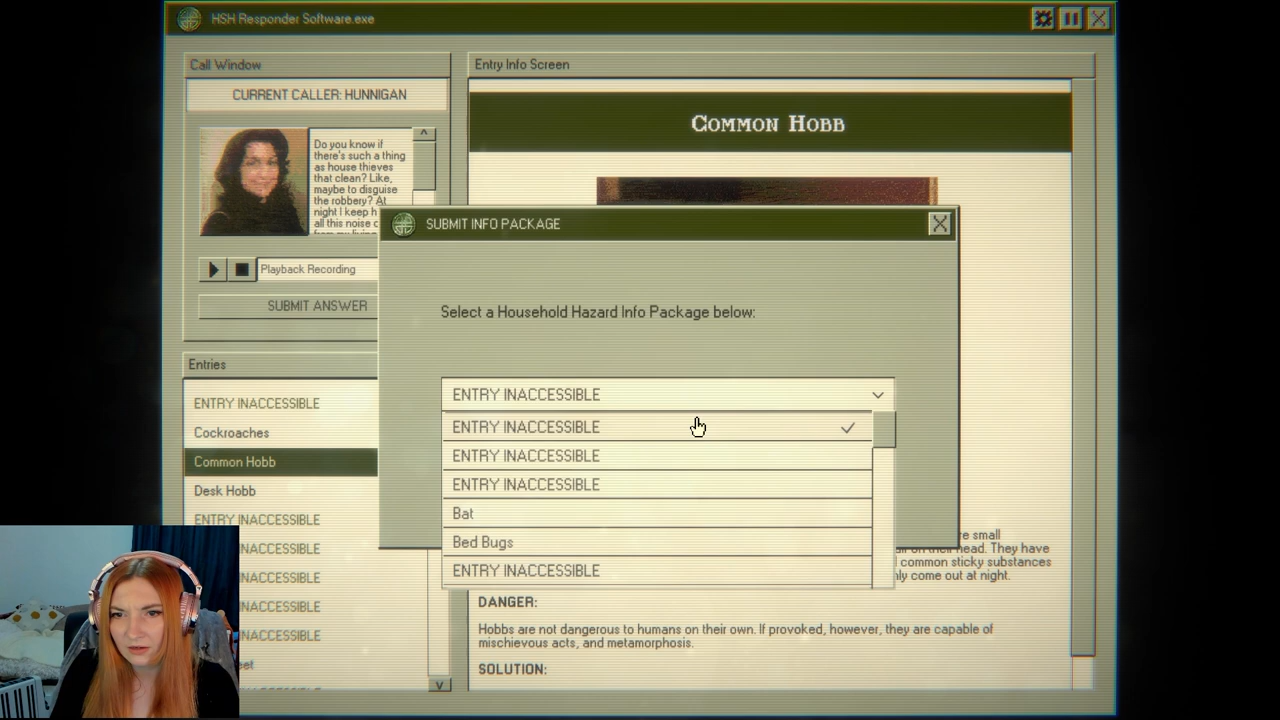 HSH Responder Software.exe
Call Window
CURRENT CALLER: HUNNIGAN
Do you know if
there's such a thing
as house thieves
that clean? Like,
maybe to disguise
the robbery? At
night I keep
all this noise
Playback Recording
SUBMIT ANSWER
Entries
ENTRY INACCESSIBLE
Cockroaches
Common Hobb
Desk Hobb
ENTRY INACCESSIBLE
INACCESSIBLE
INACCESSIBLE
INACCESSIBLE
INACCESSIBLE
Entry Info Screen
COMMON HOBB
SUBMIT INFO PACKAGE
Select a Household Hazard Info Package below:
ENTRY INACCESSIBLE
ENTRY INACCESSIBLE
ENTRY INACCESSIBLE
ENTRY INACCESSIBLE
Bat
Bed Bugs
ENTRY INACCESSIBLE
small
on their head. They have
common sticky substances
come out at night.
DANGER:
Hobbs are not dangerous to humans on their own. If provoked, however, they are capable of
mischievous acts, and metamorphosis.
SOLUTION: